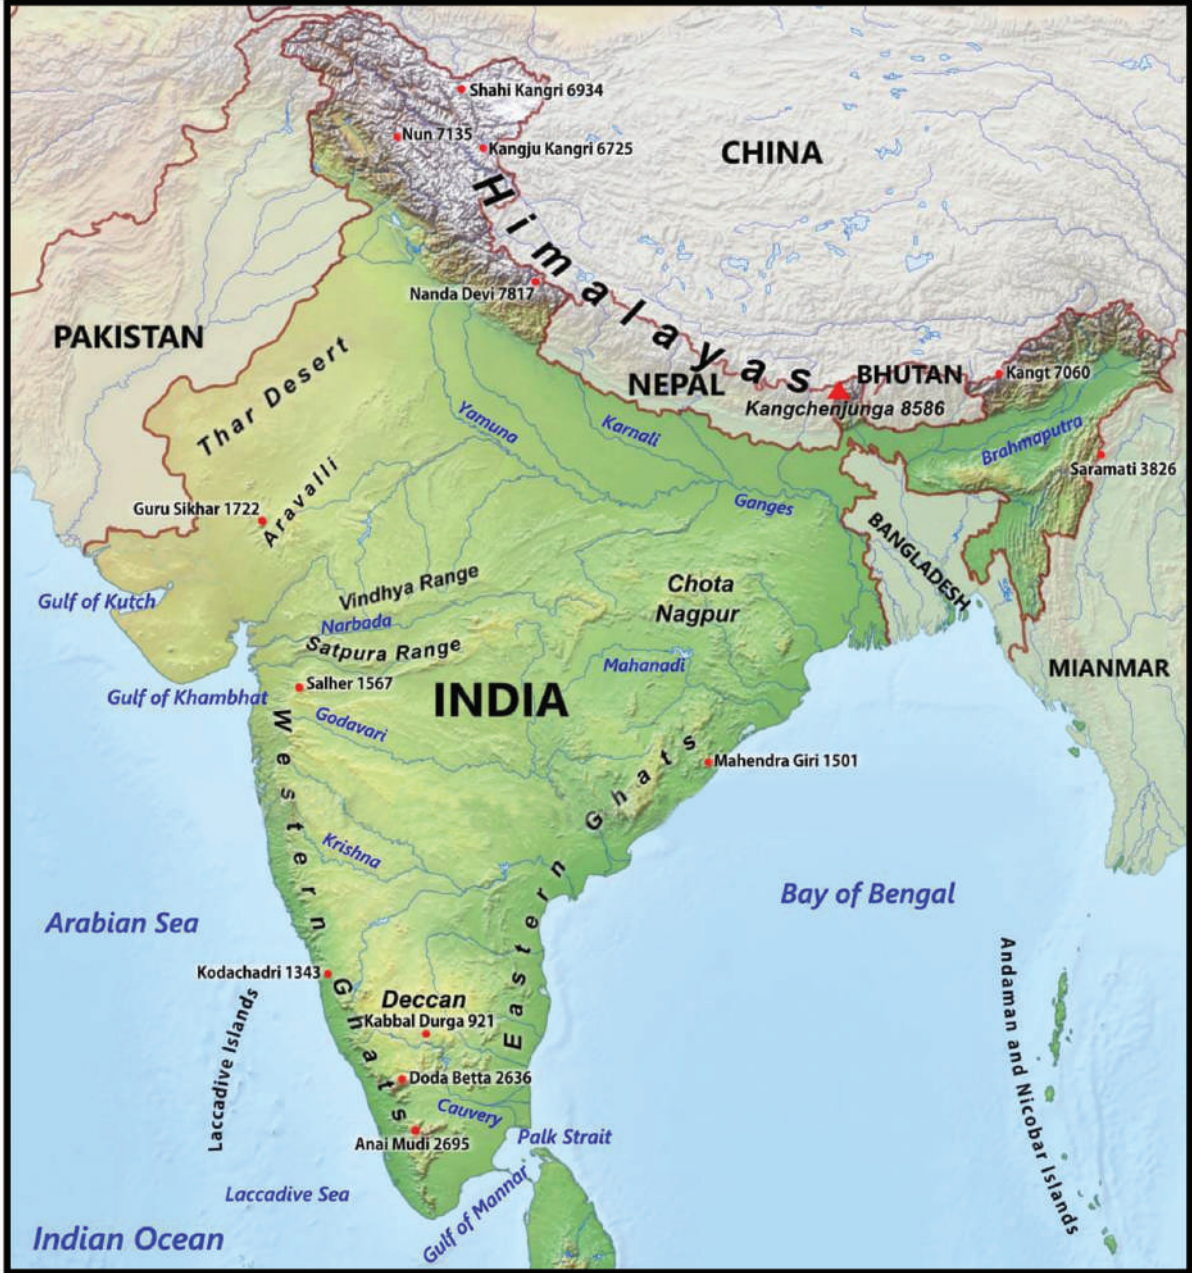 Shahi Kangri 6934
Nun 7135
Kangju Kangri 6725
CHINA
Himalayas
Nanda Devi 7817
PAKISTAN
Thar Desert
NEPAL
BHUTAN
Kangt 7060
Kangchenjunga 8586
Yamuna
Karnali
Brahmaputra
Saramati 3826
Aravalli
Guru Sikhar 1722
Ganges
BANGLADESH
Vindhya Range
Chota
Nagpur
Gulf of Kutch
Narbada
Satpura Range
Mahanadi
MIANMAR
Salher 1567
Gulf of Khambhat
INDIA
Godavari
Western Ghats
Eastern Ghats
Mahendra Giri 1501
Krishna
Bay of Bengal
Arabian Sea
Kodachadri 1343
Deccan
Kabbal Durga 921
Laccadive Islands
Andaman and Nicobar Islands
Doda Betta 2636
Cauvery
Palk Strait
Anai Mudi 2695
Laccadive Sea
Gulf of Mannar
Indian Ocean